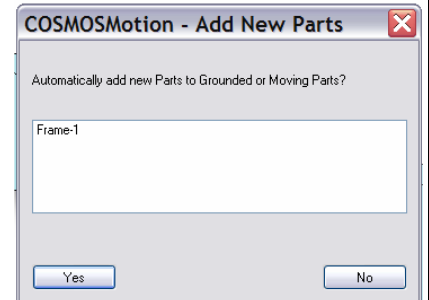 COSMOSMotion - Add New Parts
Automatically add new Parts to Grounded or Moving Parts?
Frame-1
Yes No